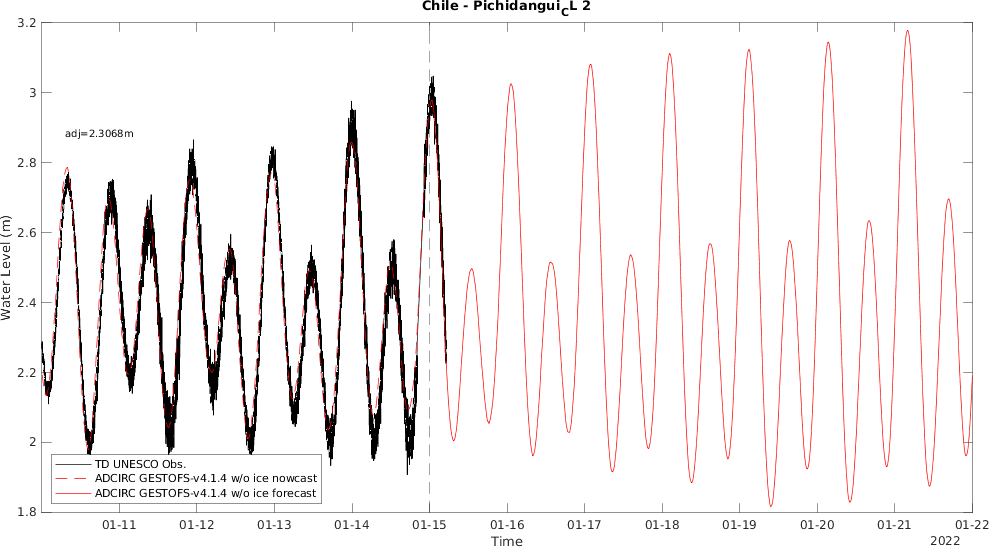 Chile - Pichidangui_CL 2
3.2
3
2.8
2.6
2.4
2.2
2
1.8
Water Level (m)
adj=2.3068m
TD UNESCO Obs.
ADCIRC GESTOFS-v4.1.4 w/o ice nowcast
ADCIRC GESTOFS-v4.1.4 w/o ice forecast
01-11 01-12 01-13 01-14 01-15 01-16 01-17 01-18 01-19 01-20 01-21 01-22
Time
2022